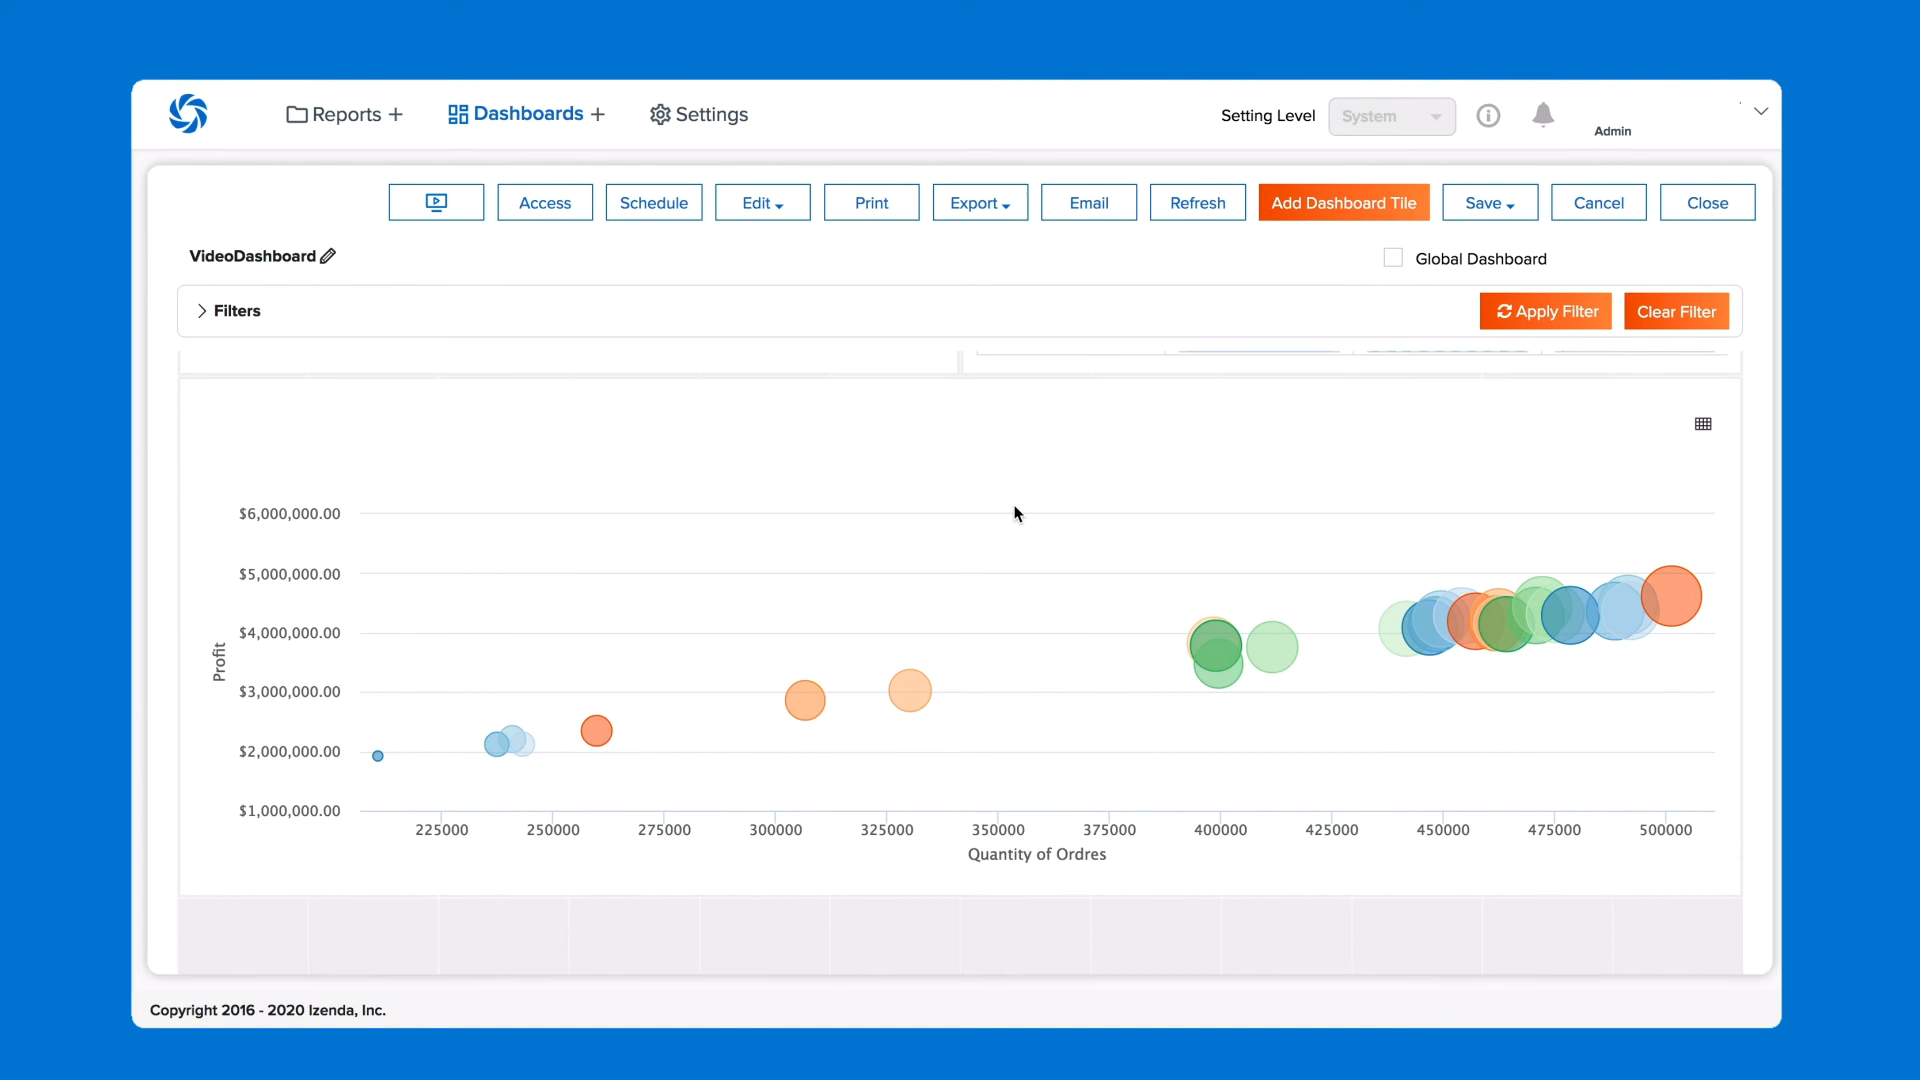 Reports +
Dashboards +
Settings
Setting Level
System
Admin
Access
Schedule
Edit
Print
Export
Email
Refresh
Add Dashboard Tile
Save
Cancel
Close
VideoDashboard
Global Dashboard
Filters
Apply Filter
Clear Filter
$6,000,000.00
$5,000,000.00
$4,000,000.00
$3,000,000.00
$2,000,000.00
$1,000,000.00
Profit
225000
250000
275000
300000
325000
350000
375000
400000
425000
450000
475000
500000
Quantity of Ordres
Copyright 2016 - 2020 Izenda, Inc.